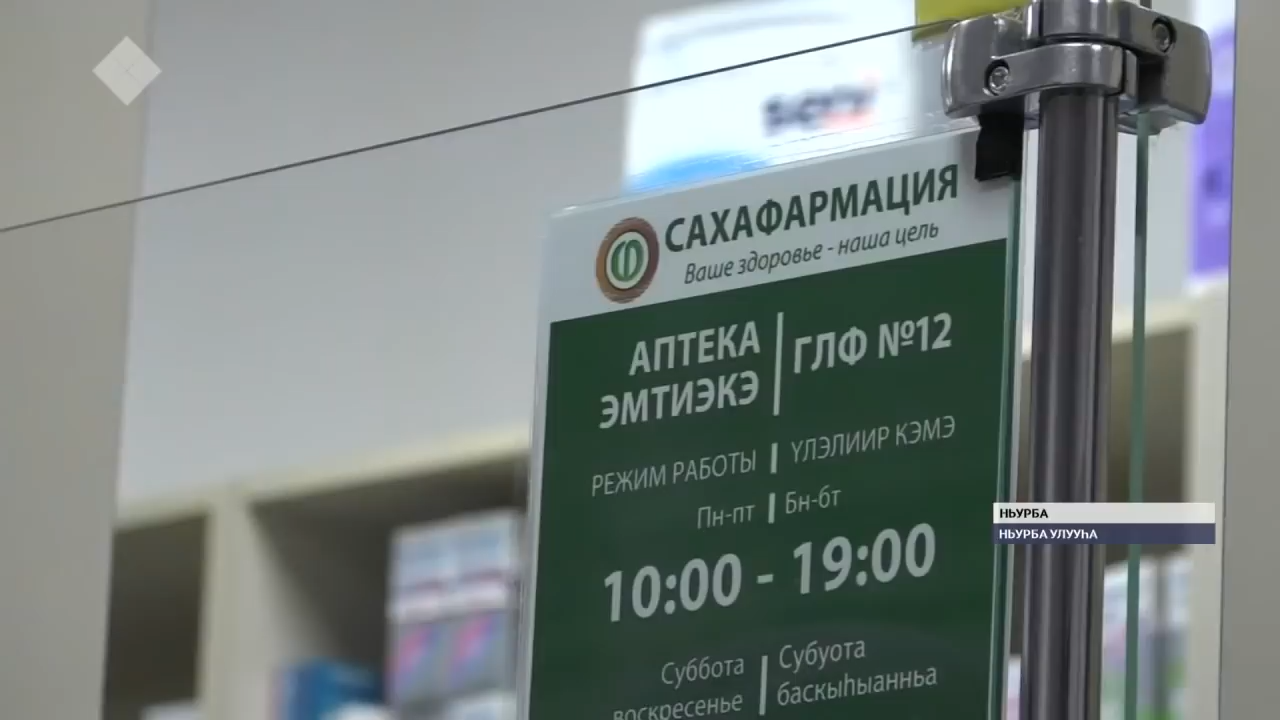 САХАФАРМАЦИЯ
Ваше здоровье - наша цель
АПТЕКА
ЭМТИЭКЭ
ГЛФ №12
РЕЖИМ РАБОТЫ | ҮЛЭЛИИР КЭМЭ
Пн-пт | Бн-бт
10:00 - 19:00
Суббота
воскресенье
Субуота
баскыһыанньа
НЬУРБА
НЬУРБА УЛУУҺА